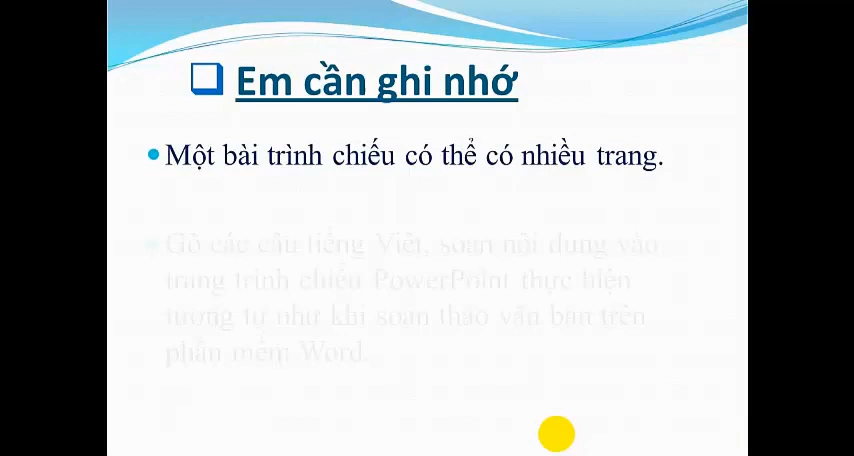 Em cần ghi nhớ
Một bài trình chiếu có thể có nhiều trang.
Gõ các câu tiếng Việt, soạn nội dung vào
trang trình chiếu PowerPoint thực hiện
tương tự như khi soạn thảo văn bản trên
phần mềm Word.